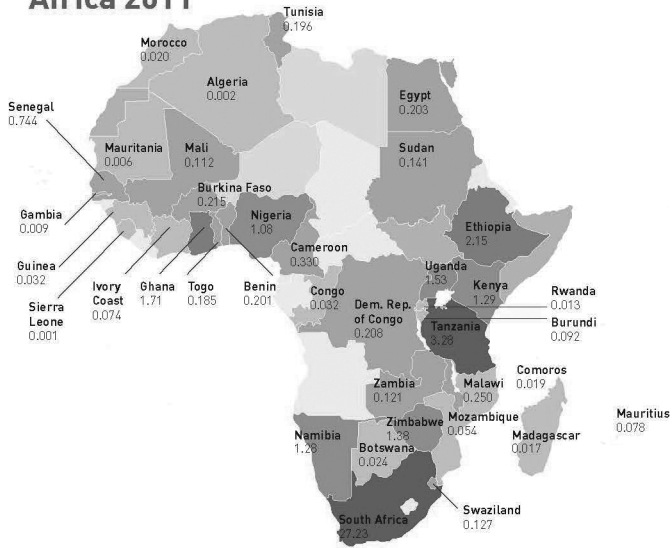 Africa 2011
Tunisia
0.196
Morocco
0.020
Algeria
0.002
Egypt
0.203
Senegal
0.744
Mauritania
0.006
Mali
0.112
Sudan
0.141
Burkina Faso
0.215
Nigeria
1.08
Ethiopia
2.15
Gambia
0.009
Cameroon
0.330
Uganda
1.53
Guinea
0.032
Ivory
Coast
0.074
Ghana
1.71
Togo
0.185
Benin
0.201
Congo
0.032
Kenya
1.29
Rwanda
0.013
Sierra
Leone
0.001
Dem. Rep.
of Congo
0.208
Tanzania
3.28
Burundi
0.092
Zambia
0.121
Malawi
0.250
Comoros
0.019
Zimbabwe
1.38
Mozambique
0.054
Mauritius
0.078
Namibia
1.28
Botswana
0.024
Madagascar
0.017
Swaziland
0.127
South Africa
27.23